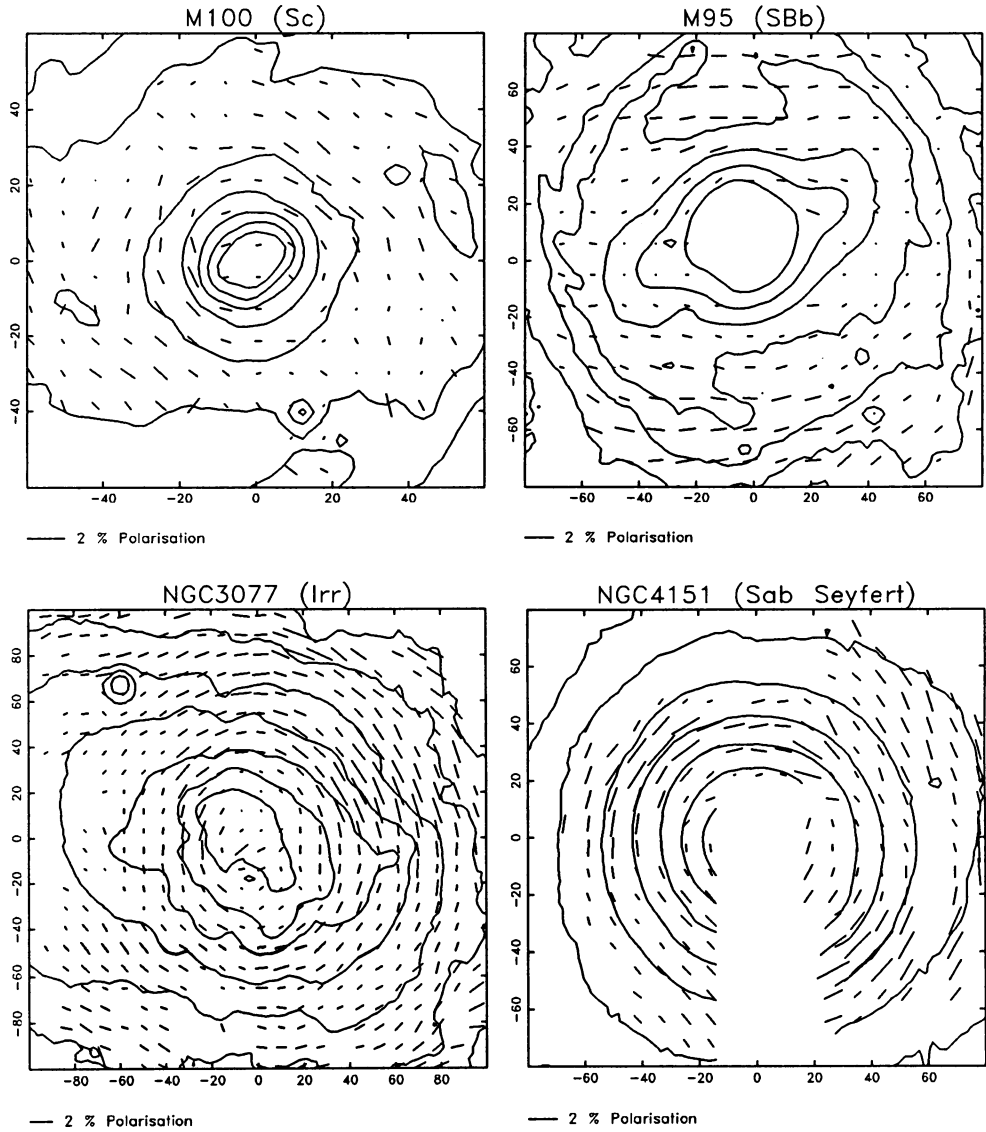 M100 (Sc)
40
20
0
−20
−40
−40 −20 0 20 40
2 % Polarisation
M95 (SBb)
60
40
20
0
−20
−40
−60
−60 −40 −20 0 20 40 60
2 % Polarisation
NGC3077 (Irr)
80
60
40
20
0
−20
−40
−60
−80
−80 −60 −40 −20 0 20 40 60 80
2 % Polarisation
NGC4151 (Sab Seyfert)
60
40
20
0
−20
−40
−60
−60 −40 −20 0 20 40 60
2 % Polarisation